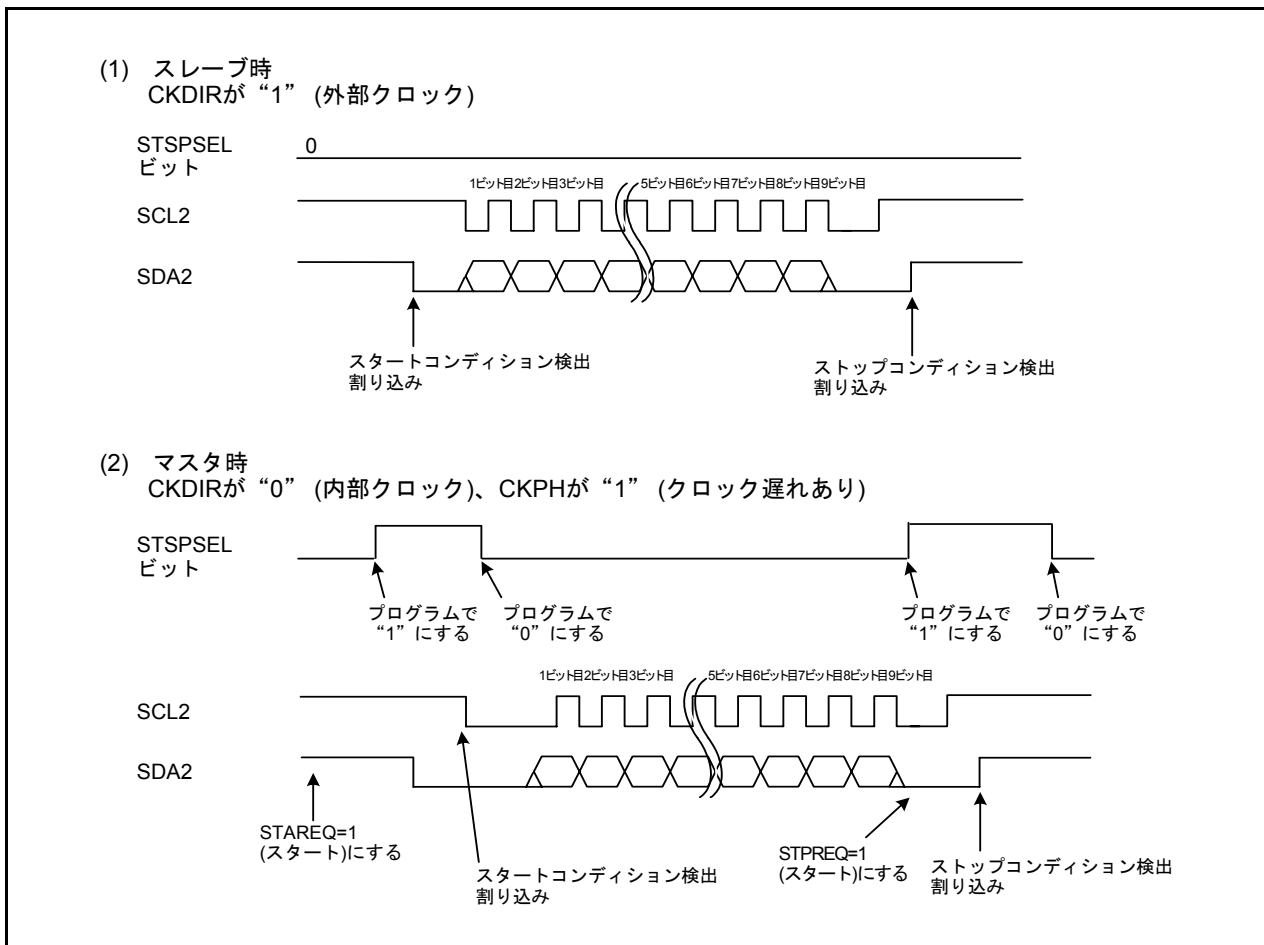 (1) スレーブ時
CKDIRが“1” (外部クロック)
STSPSEL
ビット
0
1ビット目2ビット目3ビット目
5ビット目6ビット目7ビット目8ビット目9ビット目
SCL2
SDA2
スタートコンディション検出
割り込み
ストップコンディション検出
割り込み
(2) マスタ時
CKDIRが“0” (内部クロック)、CKPHが“1” (クロック遅れあり)
STSPSEL
ビット
プログラムで
“1”にする
プログラムで
“0”にする
プログラムで
“1”にする
プログラムで
“0”にする
1ビット目2ビット目3ビット目
5ビット目6ビット目7ビット目8ビット目9ビット目
SCL2
SDA2
STAREQ=1
(スタート)にする
スタートコンディション検出
割り込み
STPREQ=1
(スタート)にする
ストップコンディション検出
割り込み